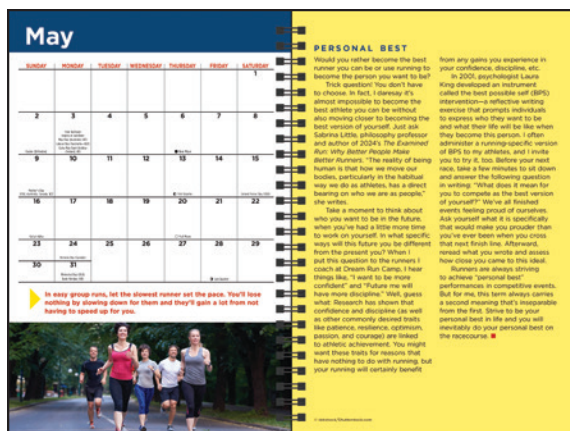 May
SUNDAY MONDAY TUESDAY WEDNESDAY THURSDAY FRIDAY SATURDAY
1
2 3 4 5 6 7 8
9 10 11 12 13 14 15
16 17 18 19 20 21 22
23 24 25 26 27 28 29
30 31
In easy group runs, let the slowest runner set the pace. You'll lose
nothing by slowing down for them and they'll gain a lot from not
having to speed up for you.
PERSONAL BEST
Would you rather become the best
runner you can be or use running to
become the person you want to be?
Trick question! You don't have
to choose. In fact, I daresay it's
almost impossible to become the
best athlete you can be without
also moving closer to becoming the
best version of yourself. Just ask
Sabrina Little, philosophy professor
and author of 2024's The Examined
Run: Why Better People Make
Better Runners. "The reality of being
human is that how we move our
bodies, particularly in the habitual
way we do as athletes, has a direct
bearing on who we are as people,"
she writes.
Take a moment to think about
who you want to be in the future,
when you've had a little more time
to work on yourself. In what specific
ways will this future you be different
from the present you? When I
put this question to the runners I
coach at Dream Run Camp, I hear
things like, "I want to be more
confident" and "Future me will
have more discipline." Well, guess
what? Research has shown that
confidence and discipline (as well
as other commonly desired traits
like patience, resilience, optimism,
passion, and courage) are linked
to athletic achievement. You might
want these traits for reasons that
have nothing to do with running, but
your running will certainly benefit
from any gains you experience in
your confidence, discipline, etc.
In 2001, psychologist Laura
King developed an instrument
called the best possible self (BPS)
intervention—a reflective writing
exercise that prompts individuals
to express who they want to be
and what their life will be like when
they become this person. I often
administer a running-specific version
of BPS to my athletes, and I invite
you to try it, too. Before your next
race, take a few minutes to sit down
and answer the following question
in writing: "What does it mean for
you to compete as the best version
of yourself?" We've all finished
events feeling proud of ourselves.
Ask yourself what it is specifically
that would make you prouder than
you've ever been when you cross
that next finish line. Afterward,
reread what you wrote and assess
how close you came to this ideal.
Runners are always striving
to achieve "personal best"
performances in competitive events.
But for me, this term always carries
a second meaning that's inseparable
from the first. Strive to be your
personal best in life and you will
inevitably do your personal best on
the racecourse.